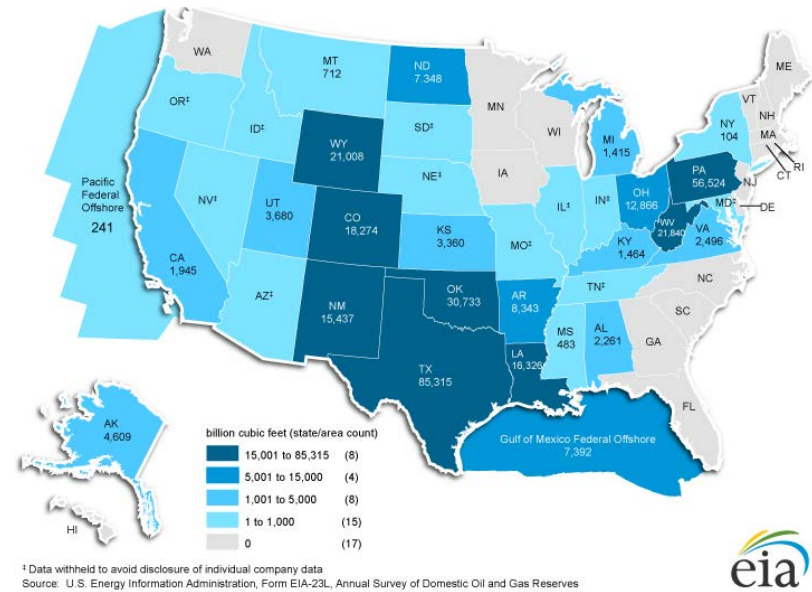 WA
MT
712
ND
7,348
MN
ME
VT
NH
MA
RI
CT
OR‡
ID‡
SD‡
WI
MI
1,415
NY
104
WY
21,008
NE‡
IA
PA
56,524
NJ
MD‡
DE
Pacific
Federal
Offshore
241
NV‡
UT
3,680
CO
18,274
KS
3,360
IL‡
IN‡
OH
12,866
WV
21,840
VA
2,496
CA
1,945
MO‡
KY
1,464
AZ‡
NM
15,437
OK
30,733
AR
8,343
TN‡
NC
SC
TX
85,315
LA
16,326
MS
483
AL
2,261
GA
FL
Gulf of Mexico Federal Offshore
7,392
AK
4,609
HI
billion cubic feet (state/area count)
15,001 to 85,315 (8)
5,001 to 15,000 (4)
1,001 to 5,000 (8)
1 to 1,000 (15)
0 (17)
eia
‡ Data withheld to avoid disclosure of individual company data
Source: U.S. Energy Information Administration, Form EIA-23L, Annual Survey of Domestic Oil and Gas Reserves